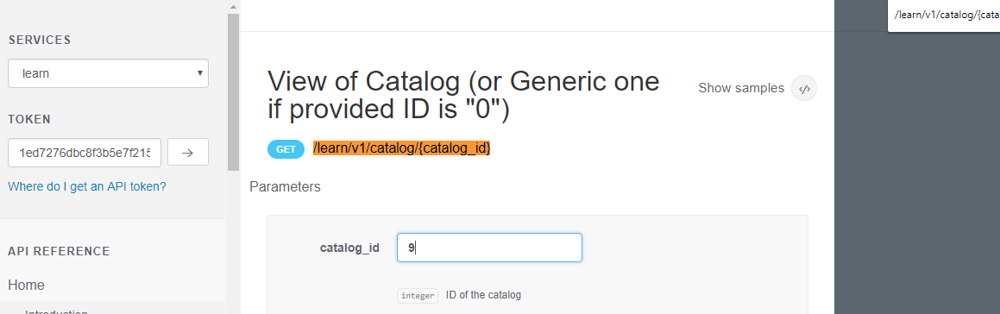 SERVICES
learn
TOKEN
1ed7276dbc8f3b5e7f215
Where do I get an API token?
API REFERENCE
Home
Introduction
View of Catalog (or Generic one
if provided ID is "0")
Show samples </>
GET /learn/v1/catalog/{catalog_id}
Parameters
catalog_id 9
integer ID of the catalog
/learn/v1/catalog/{cata